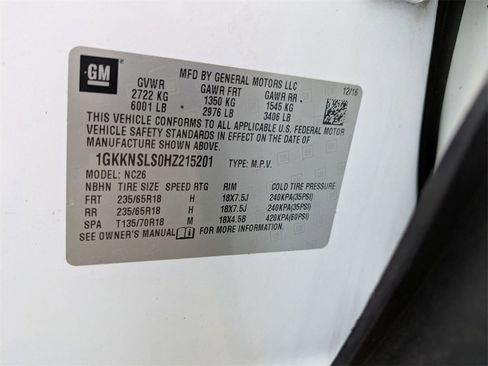 GM
MFD BY GENERAL MOTORS LLC
12/16
GVWR GAWR FRT GAWR RR
2722 KG 1350 KG 1545 KG
6001 LB 2976 LB 3406 LB
THIS VEHICLE CONFORMS TO ALL APPLICABLE U.S. FEDERAL MOTOR
VEHICLE SAFETY STANDARDS IN EFFECT ON THE DATE OF
MANUFACTURE SHOWN ABOVE.
1GKKNSLS0HZ215201 TYPE: M.P.V.
MODEL: NC26
NBHN TIRE SIZE SPEED RTG RIM COLD TIRE PRESSURE
FRT 235/65R18 H 18X7.5J 240KPA(35PSI)
RR 235/65R18 H 18X7.5J 240KPA(35PSI)
SPA T135/70R18 M 18X4.5B 420KPA(60PSI)
SEE OWNER'S MANUAL FOR MORE INFORMATION.